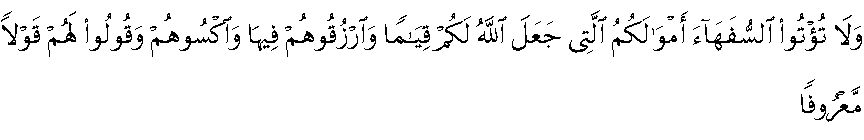 وَلَا تُؤْتُوا۟ ٱلسُّفَهَآءَ أَمْوَٰلَكُمُ ٱلَّتِى جَعَلَ ٱللَّهُ لَكُمْ قِيَٰمًا وَٱرْزُقُوهُمْ فِيهَا وَٱكْسُوهُمْ وَقُولُوا۟ لَهُمْ قَوْلًا
مَّعْرُوفًا